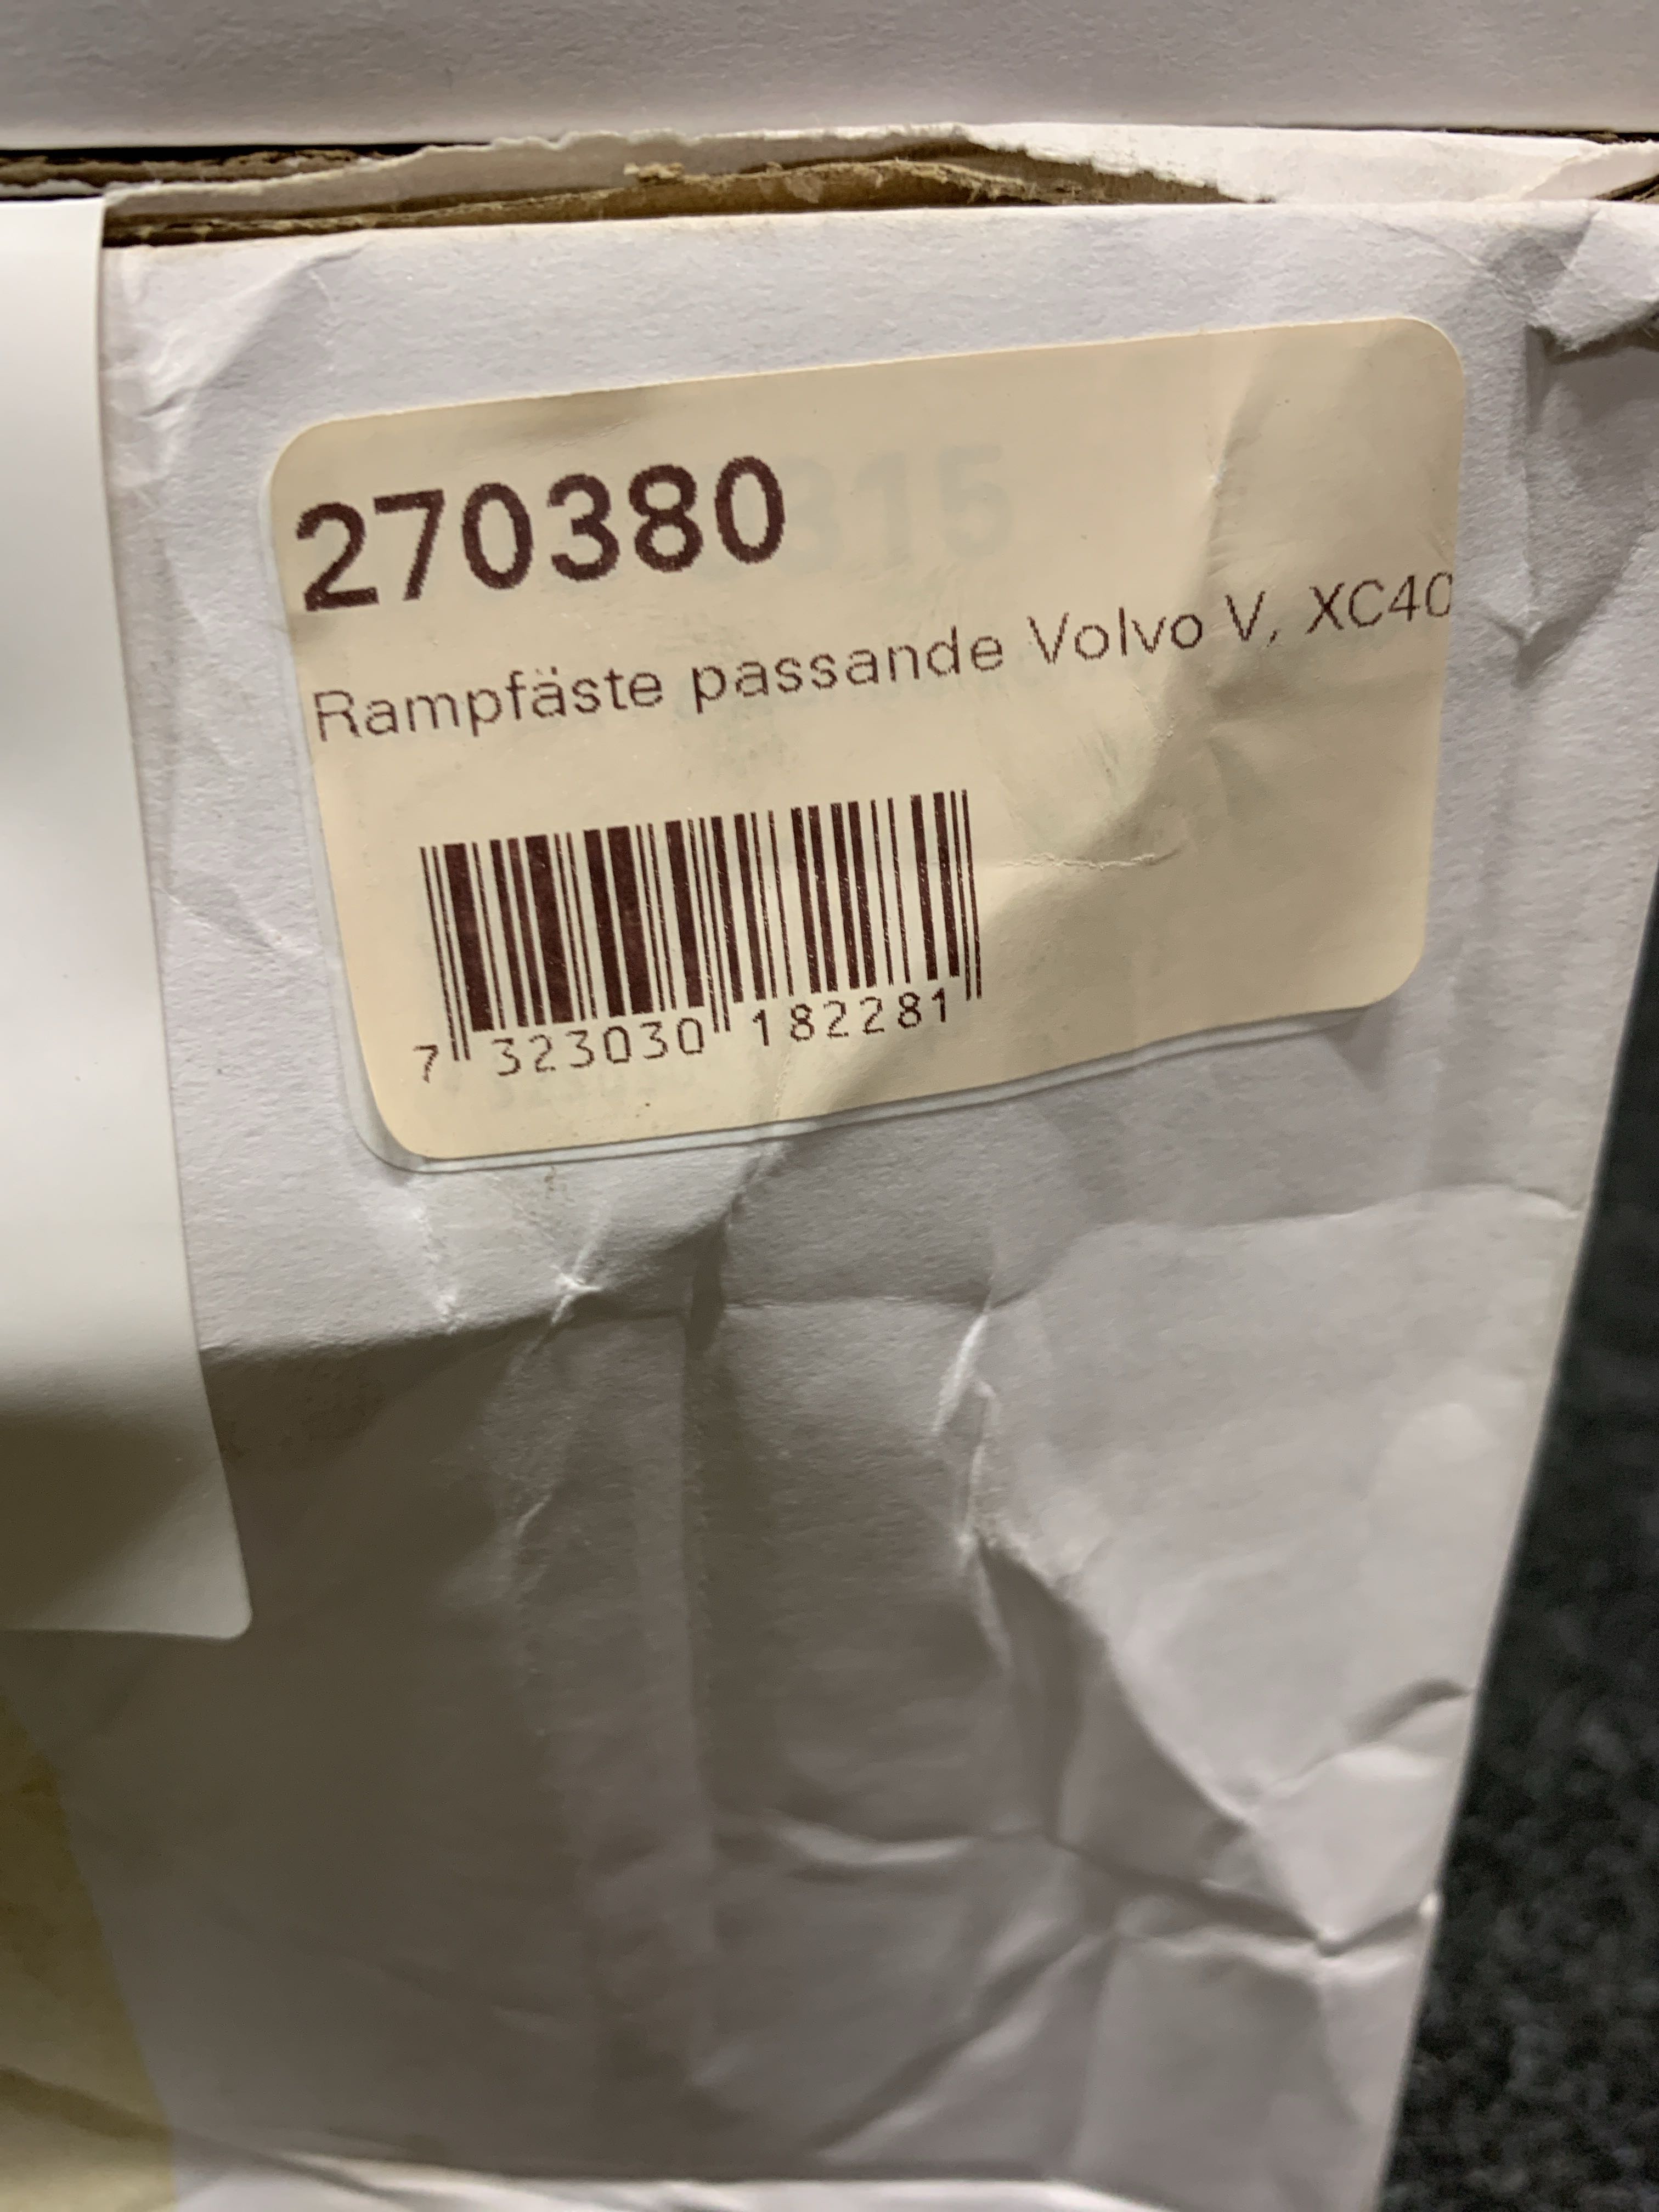 270380
Rampfäste passande Volvo V, XC40
7 323030 182281